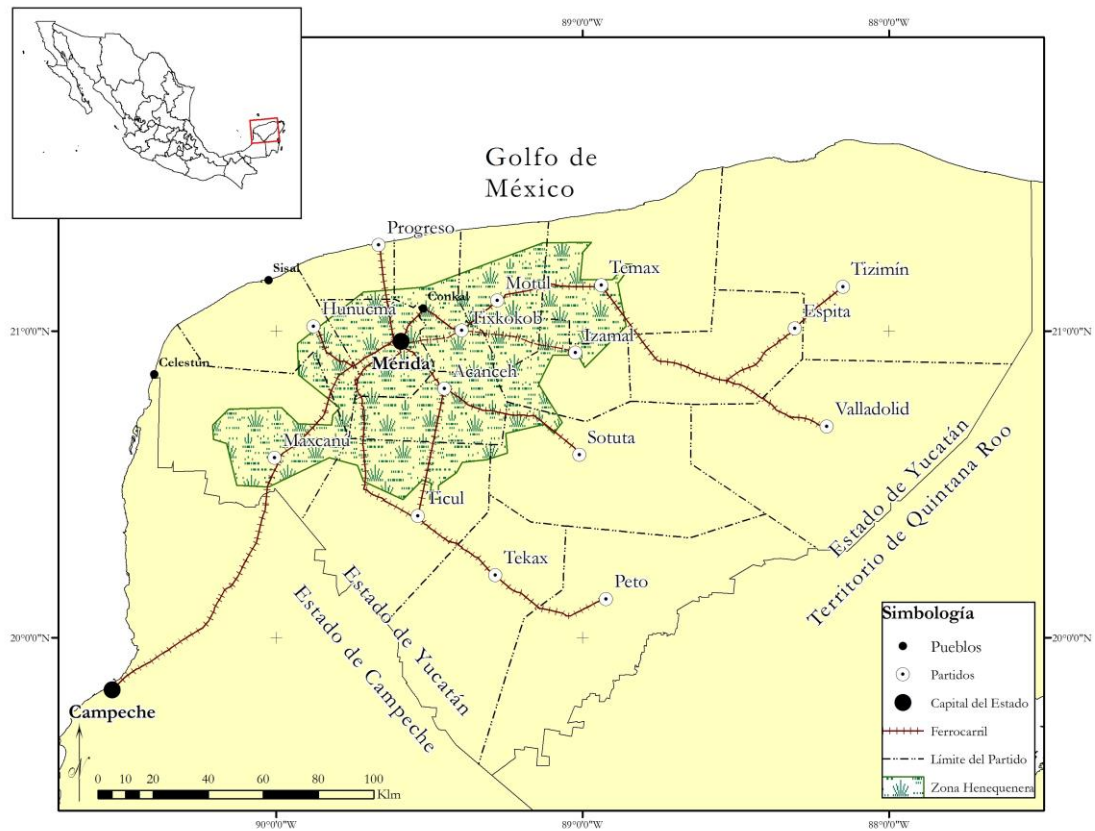 89°0'0"W
88°0'0"W
Golfo de
México
Progreso
Sisal
Temax
Tizimín
Motul
Conkal
Hunucmá
Tixkokob
Espita
21°0'0"N
21°0'0"N
Izamal
Mérida
Celestún
Acanceh
Valladolid
Maxcanú
Sotuta
Ticul
Estado de Yucatán
Territorio de Quintana Roo
Tekax
Peto
Estado de Yucatán
Estado de Campeche
20°0'0"N
20°0'0"N
Campeche
Simbología
Pueblos
Partidos
Capital del Estado
Ferrocarril
Límite del Partido
Zona Henequenera
N
0 10 20 40 60 80 100
Klm
90°0'0"W
89°0'0"W
88°0'0"W